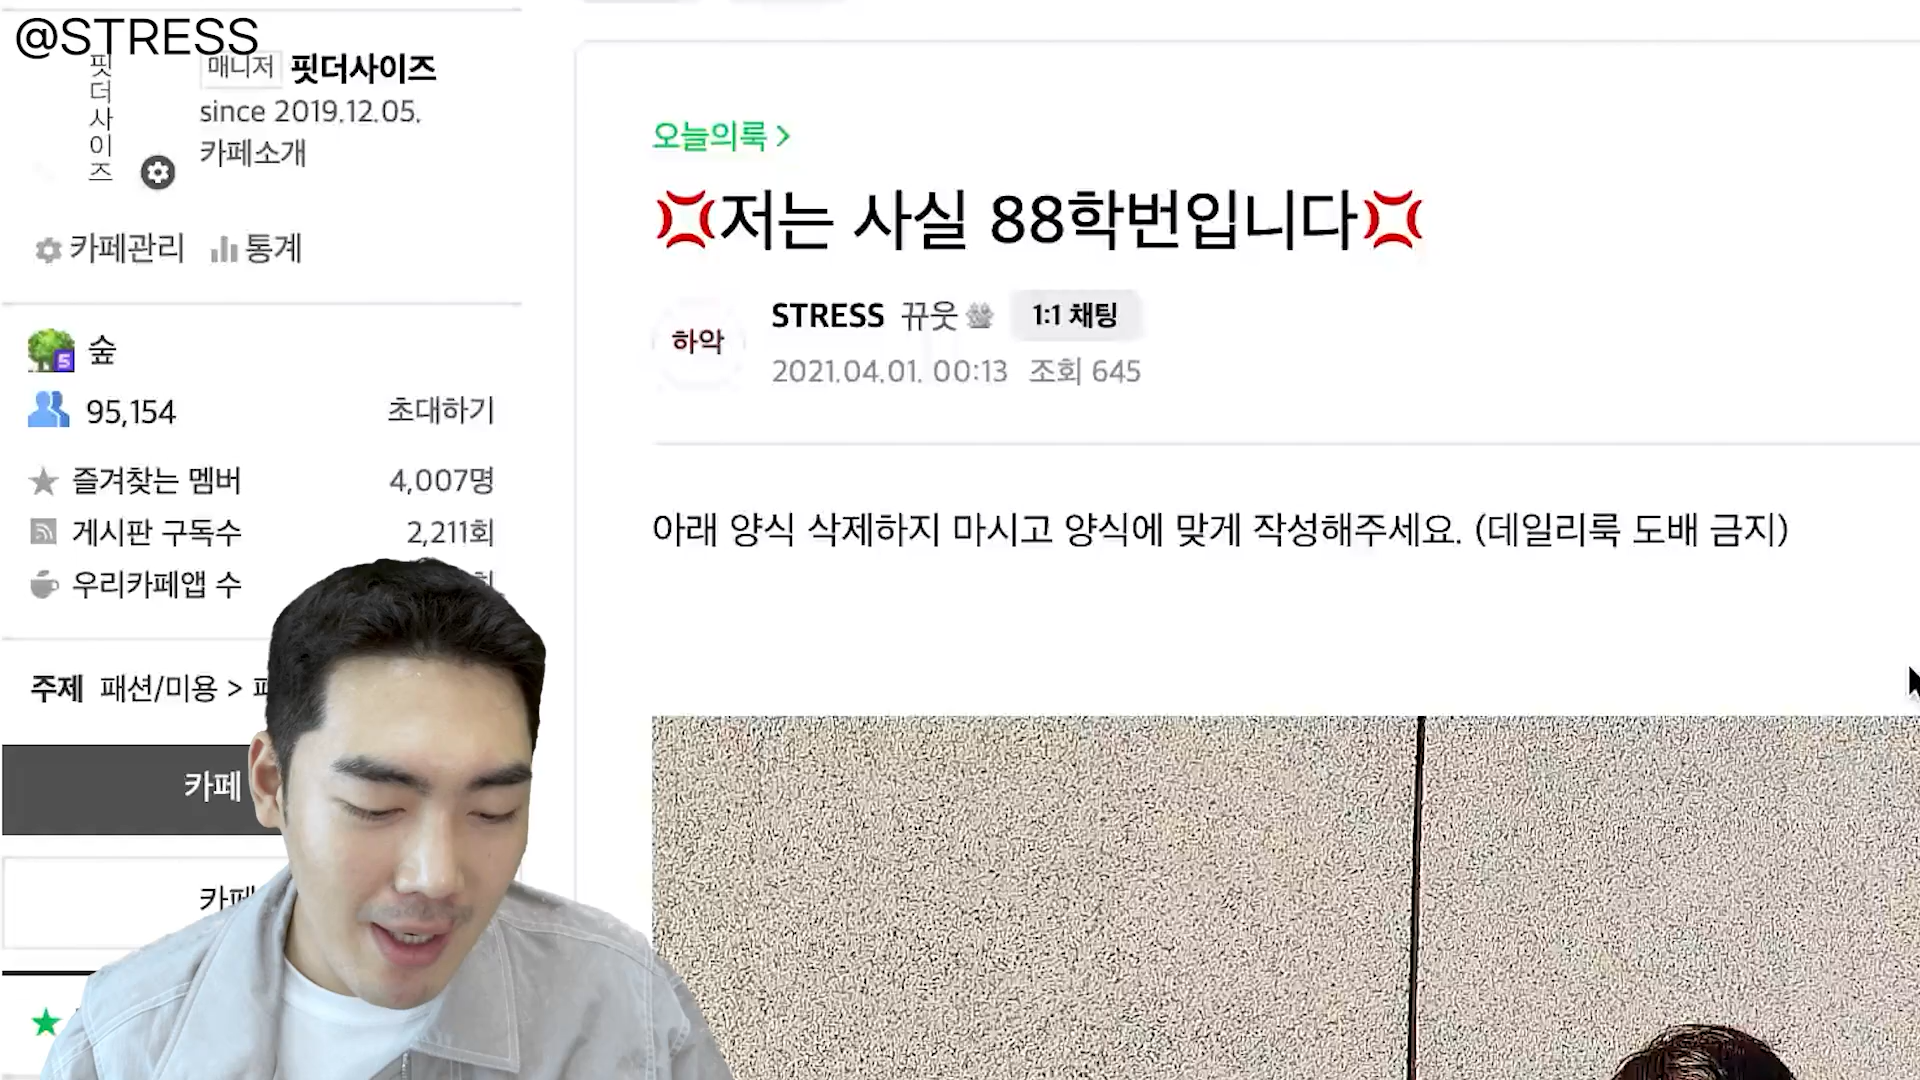 @STRESS
핏더사이즈
매니저 핏더사이즈
since 2019.12.05.
카페소개
카페관리 통계
숲
95,154 초대하기
즐겨찾는 멤버 4,007명
게시판 구독수 2,211회
우리카페앱 수 회
주제 패션/미용 >
카페
카페
오늘의룩 >
💢저는 사실 88학번입니다💢
하악
STRESS 뀨웃 1:1 채팅
2021.04.01. 00:13 조회 645
아래 양식 삭제하지 마시고 양식에 맞게 작성해주세요. (데일리룩 도배 금지)